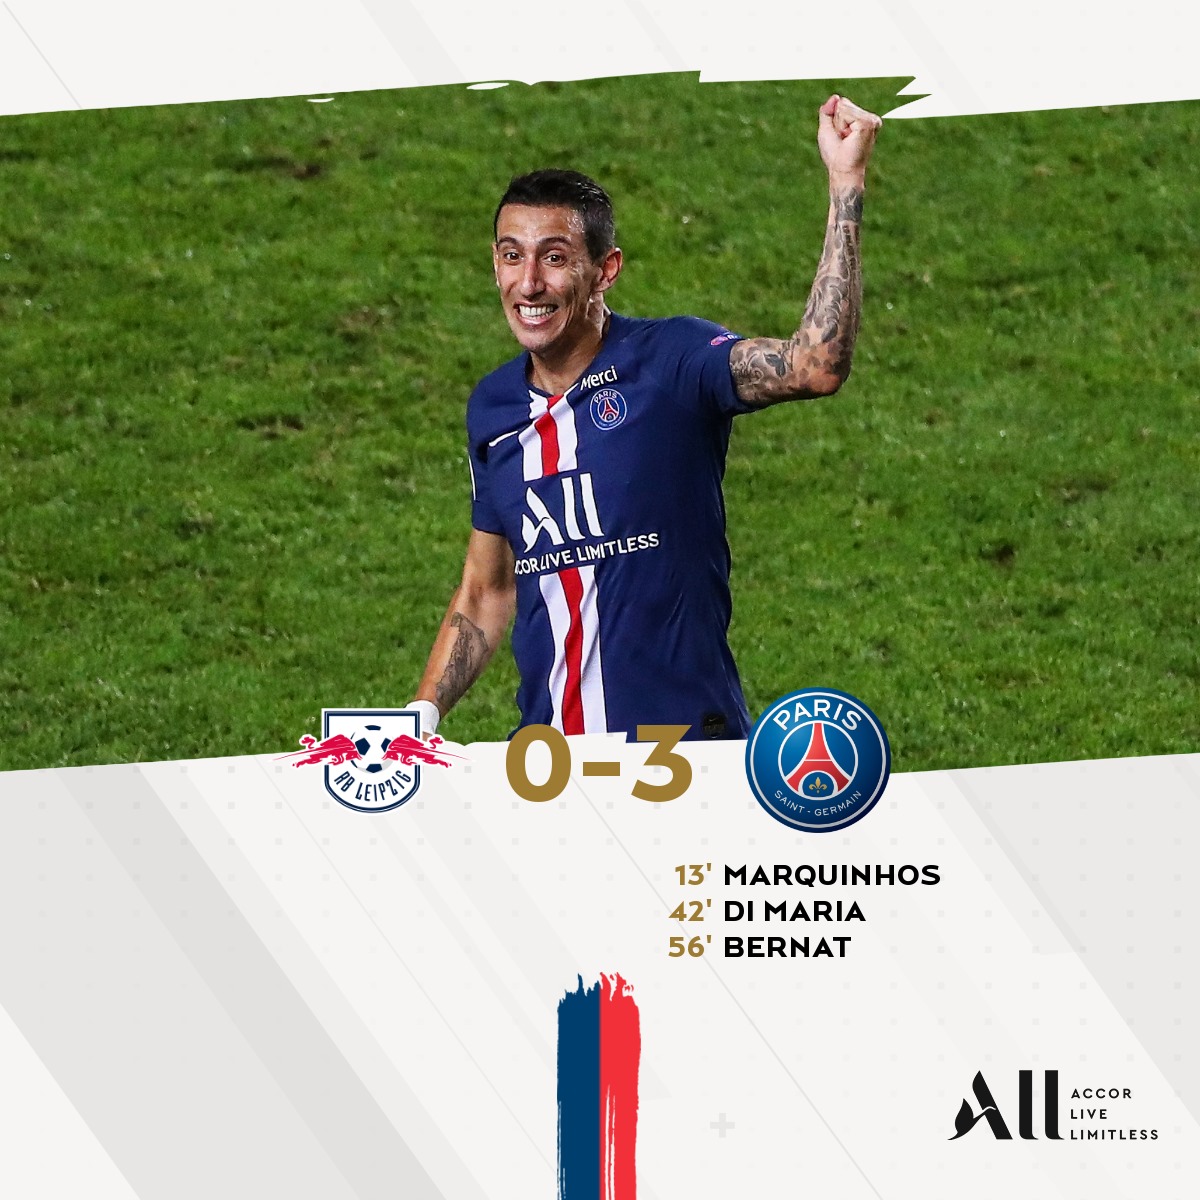 Merci
PARIS
All
CORLIVE LIMITLESS
RB LEIPZIG
0-3
PARIS
SAINT - GERMAIN
13' MARQUINHOS
42' DI MARIA
56' BERNAT
All
ACCOR
LIVE
LIMITLESS